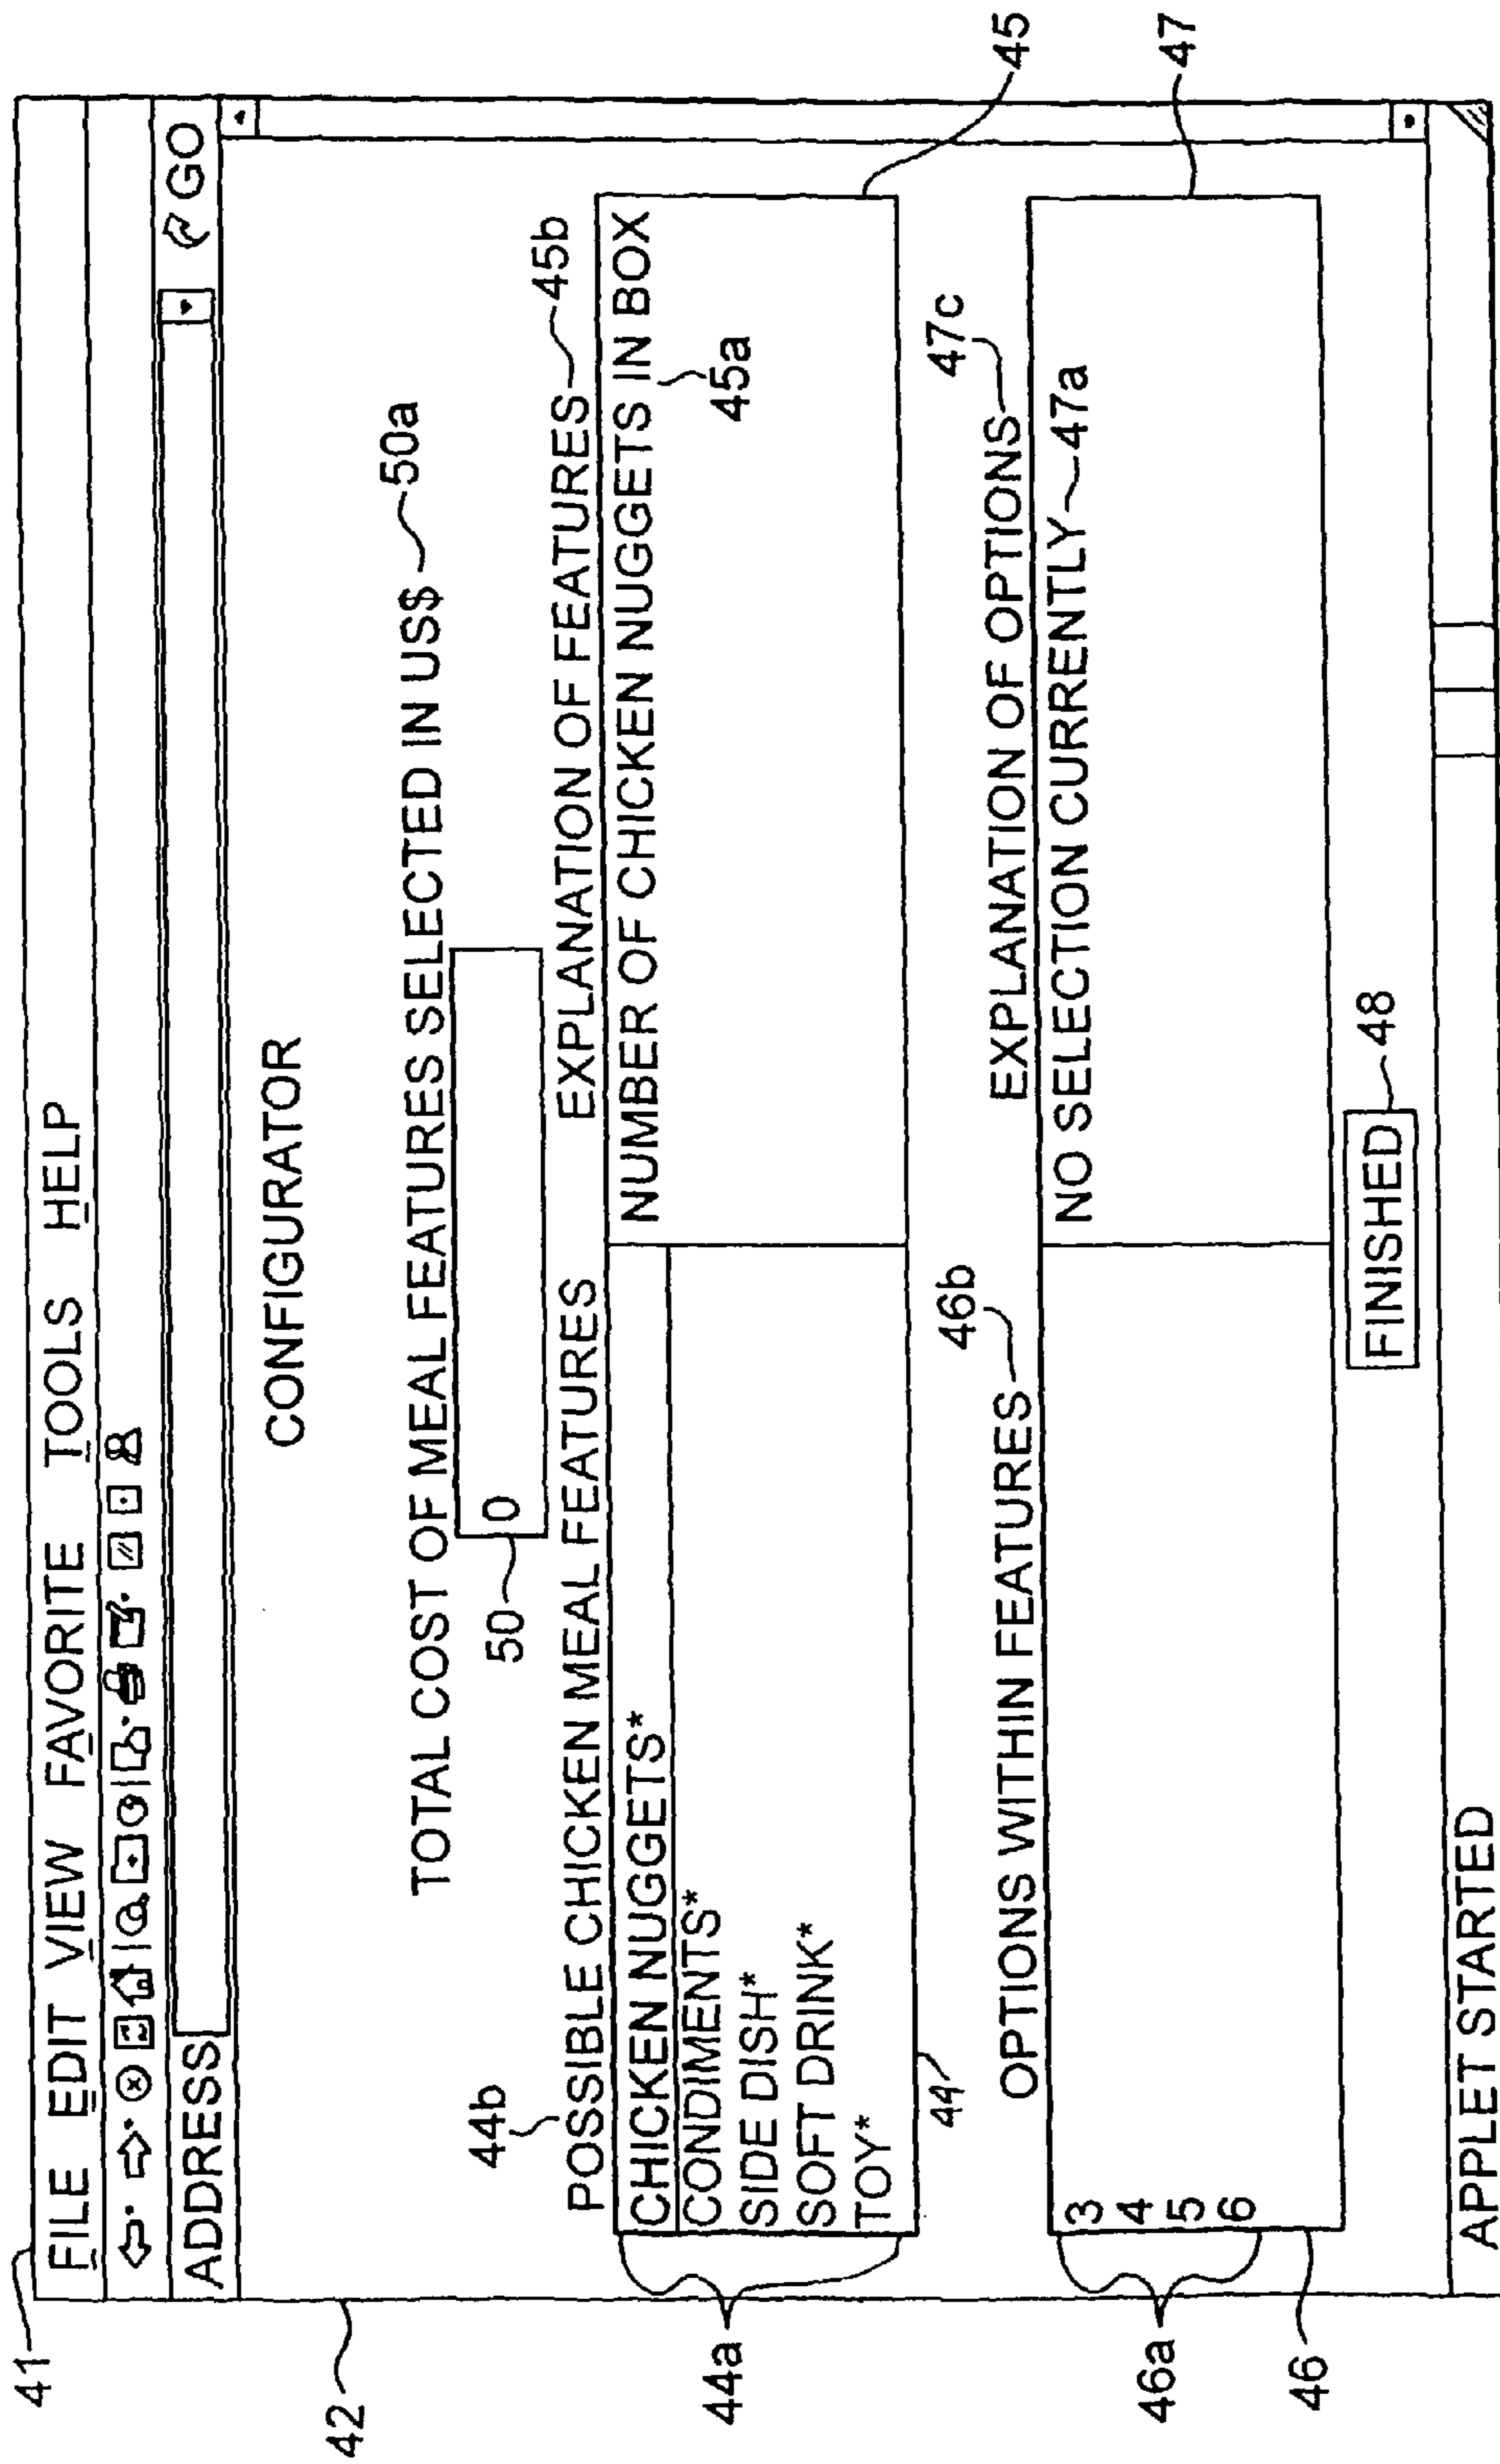 41
FILE EDIT VIEW FAVORITE TOOLS HELP
ADDRESS GO
42
CONFIGURATOR
TOTAL COST OF MEAL FEATURES SELECTED IN US$ 50a
50 0
44b
POSSIBLE CHICKEN MEAL FEATURES EXPLANATION OF FEATURES 45b
CHICKEN NUGGETS* NUMBER OF CHICKEN NUGGETS IN BOX
CONDIMENTS* 45a
SIDE DISH*
SOFT DRINK*
TOY*
44a
44
45
46b 47c
OPTIONS WITHIN FEATURES EXPLANATION OF OPTIONS
3 NO SELECTION CURRENTLY 47a
4
5
6
46a
47
46
FINISHED 48
APPLET STARTED